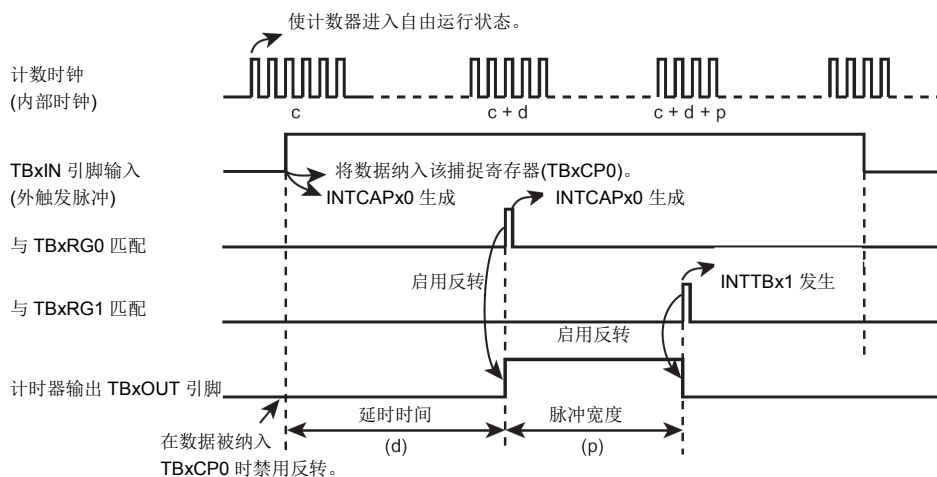 使计数器进入自由运行状态。
计数时钟
(内部时钟)
c
c + d
c + d + p
TBxIN 引脚输入
(外触发脉冲)
将数据纳入该捕捉寄存器(TBxCP0)。
INTCAPx0 生成
INTCAPx0 生成
与 TBxRG0 匹配
启用反转
INTTBx1 发生
与 TBxRG1 匹配
启用反转
计时器输出 TBxOUT 引脚
延时时间
(d)
脉冲宽度
(p)
在数据被纳入
TBxCP0 时禁用反转。